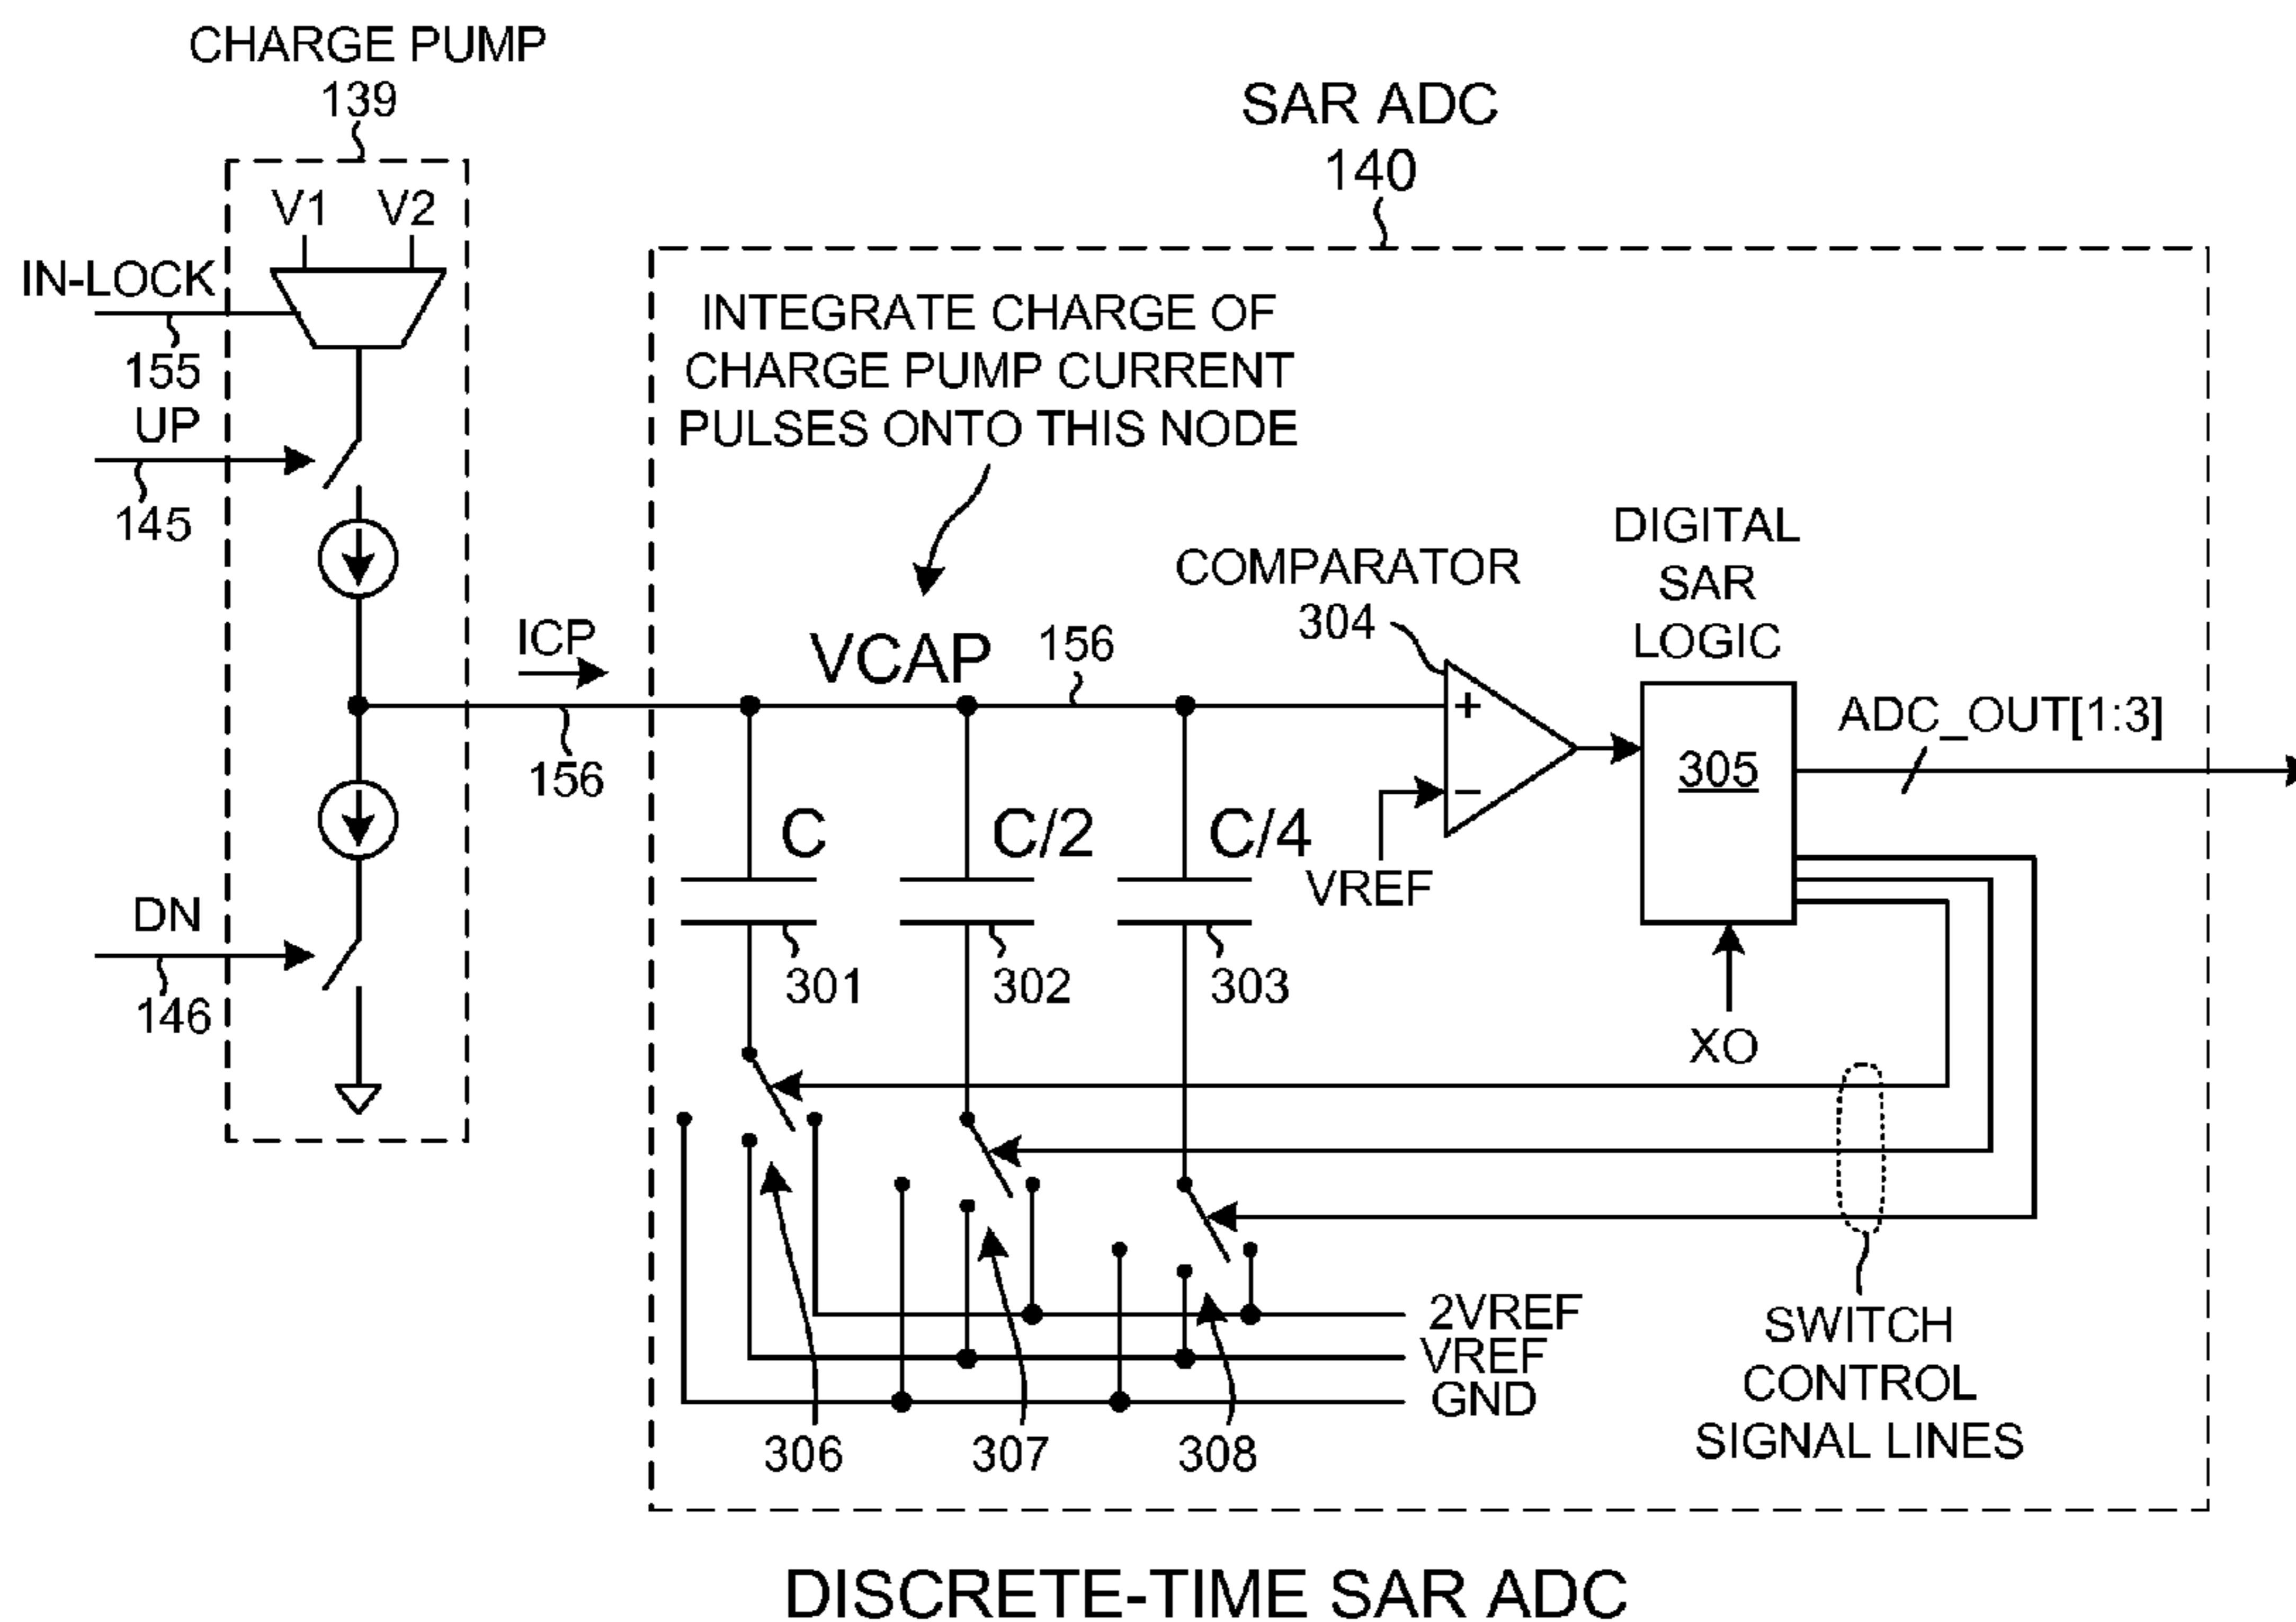 CHARGE PUMP
139
V1 V2
IN-LOCK
155
UP
145
DN
146
ICP
156
SAR ADC
140
INTEGRATE CHARGE OF
CHARGE PUMP CURRENT
PULSES ONTO THIS NODE
VCAP
156
COMPARATOR
304
+
−
VREF
DIGITAL
SAR
LOGIC
305
XO
ADC_OUT[1:3]
C
C/2
C/4
301
302
303
2VREF
VREF
GND
306
307
308
SWITCH
CONTROL
SIGNAL LINES
DISCRETE-TIME SAR ADC